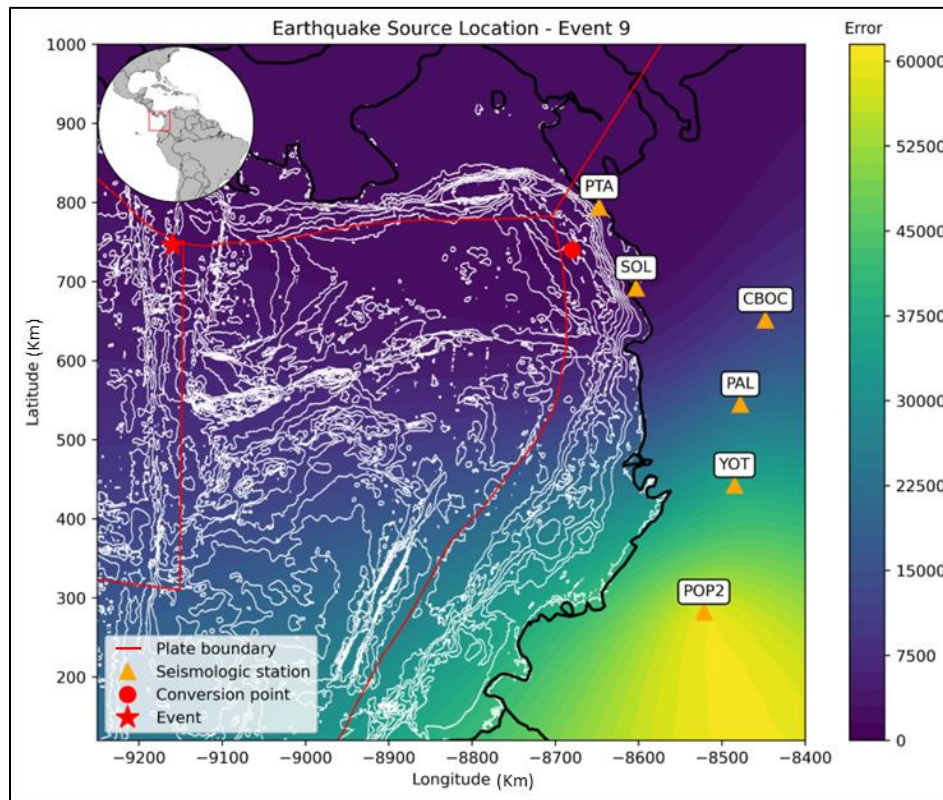 Earthquake Source Location - Event 9
Error
1000
900
800
700
600
500
400
300
200
Latitude (Km)
−9200
−9100
−9000
−8900
−8800
−8700
−8600
−8500
−8400
Longitude (Km)
PTA
SOL
CBOC
PAL
YOT
POP2
Plate boundary
Seismologic station
Conversion point
Event
60000
52500
45000
37500
30000
22500
15000
7500
0